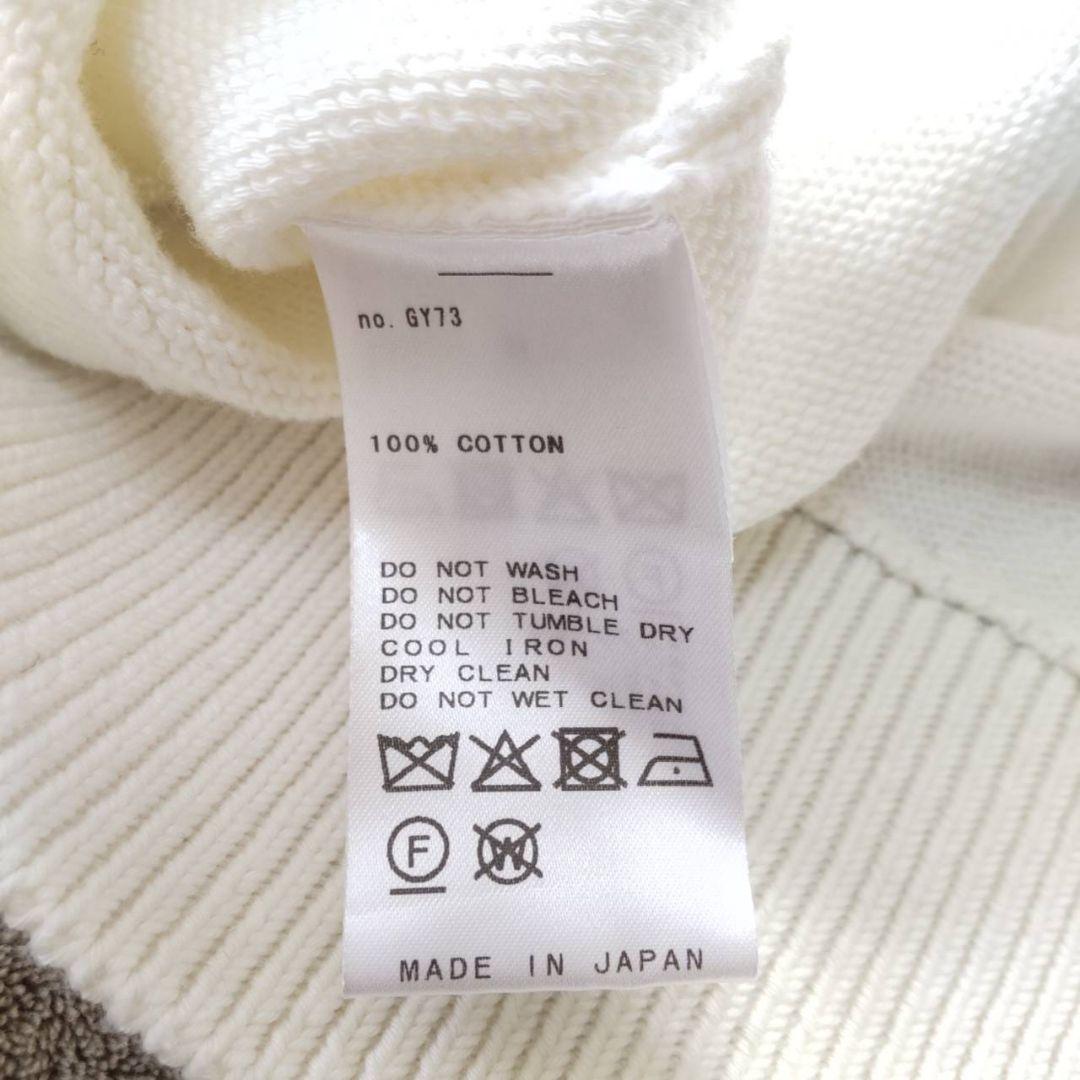 no. GY73
100% COTTON
DO NOT WASH
DO NOT BLEACH
DO NOT TUMBLE DRY
COOL IRON
DRY CLEAN
DO NOT WET CLEAN
F W
MADE IN JAPAN